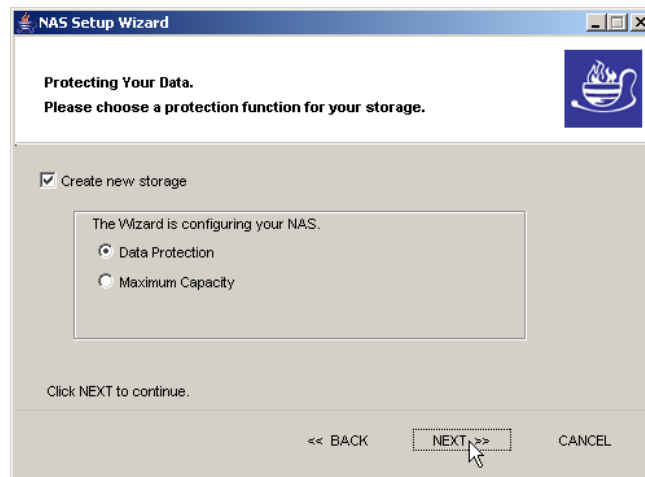 NAS Setup Wizard
Protecting Your Data.
Please choose a protection function for your storage.
Create new storage
The Wizard is configuring your NAS.
Data Protection
Maximum Capacity
Click NEXT to continue.
<< BACK NEXT >> CANCEL